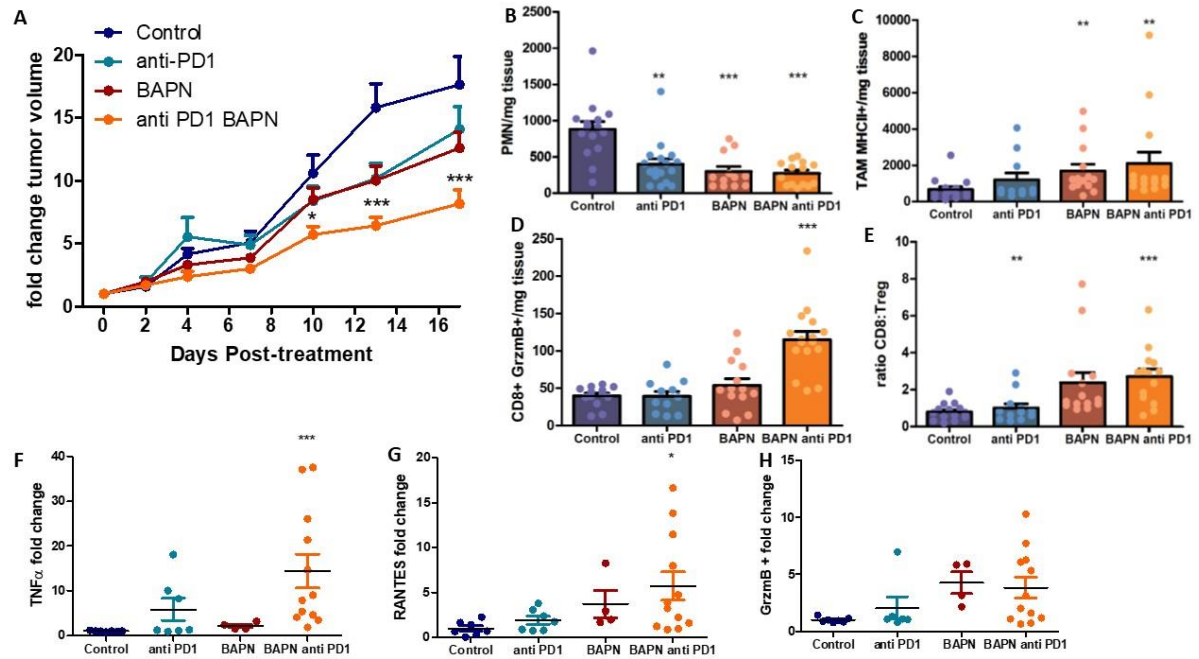 A
Control
anti-PD1
BAPN
anti PD1 BAPN
fold change tumor volume
20
15
10
5
0
* *** ***
0 2 4 6 8 10 12 14 16
Days Post-treatment
B
PMN/mg tissue
2500
2000
1500
1000
500
0
** *** ***
Control anti PD1 BAPN BAPN anti PD1
C
TAM MHCII+/mg tissue
10000
8000
6000
4000
2000
0
** **
Control anti PD1 BAPN BAPN anti PD1
D
CD8+ GrzmB+/mg tissue
250
200
150
100
50
0
***
Control anti PD1 BAPN BAPN anti PD1
E
ratio CD8:Treg
10
8
6
4
2
0
** ***
Control anti PD1 BAPN BAPN anti PD1
F
TNFα fold change
40
30
20
10
0
***
Control anti PD1 BAPN BAPN anti PD1
G
RANTES fold change
20
15
10
5
0
*
Control anti PD1 BAPN BAPN anti PD1
H
GrzmB + fold change
15
10
5
0
Control anti PD1 BAPN BAPN anti PD1